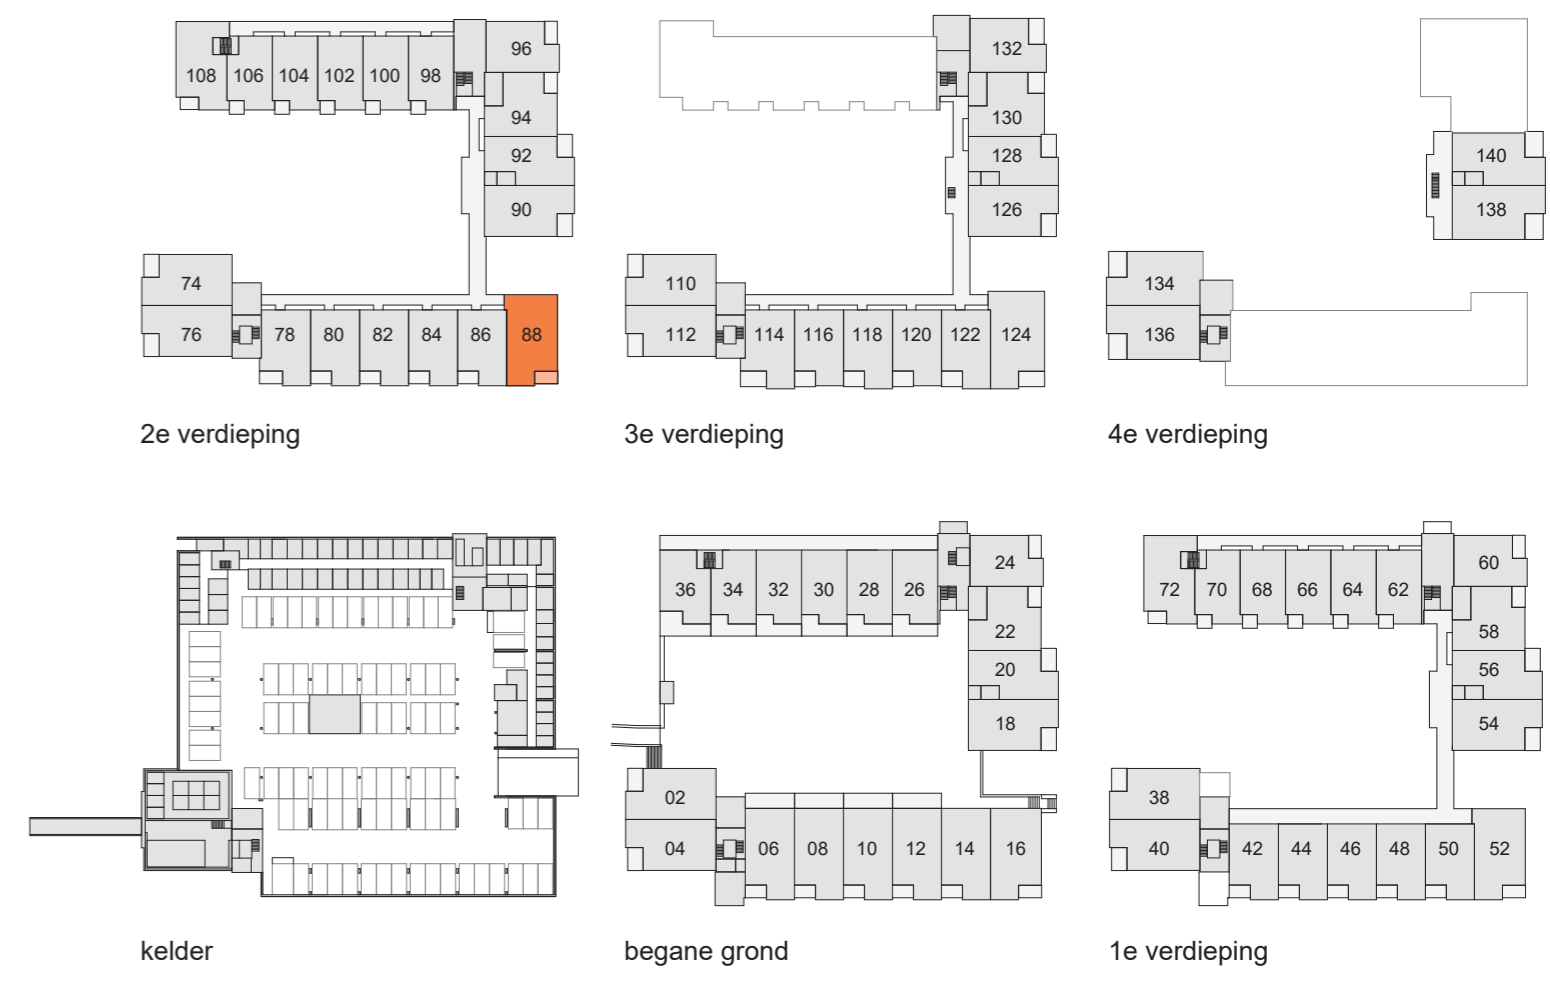 108 106 104 102 100 98 96
94
92
90
74
76 78 80 82 84 86 88
2e verdieping
132
130
128
126
110
112 114 116 118 120 122 124
3e verdieping
140
138
134
136
4e verdieping
kelder
36 34 32 30 28 26 24
22
20
18
02
04 06 08 10 12 14 16
begane grond
72 70 68 66 64 62 60
58
56
54
38
40 42 44 46 48 50 52
1e verdieping